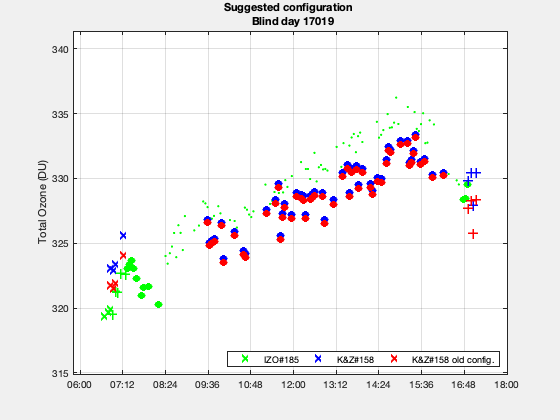 Suggested configuration
Blind day 17019
Total Ozone (DU)
340
335
330
325
320
315
06:00 07:12 08:24 09:36 10:48 12:00 13:12 14:24 15:36 16:48 18:00
IZO#185 K&Z#158 K&Z#158 old config.